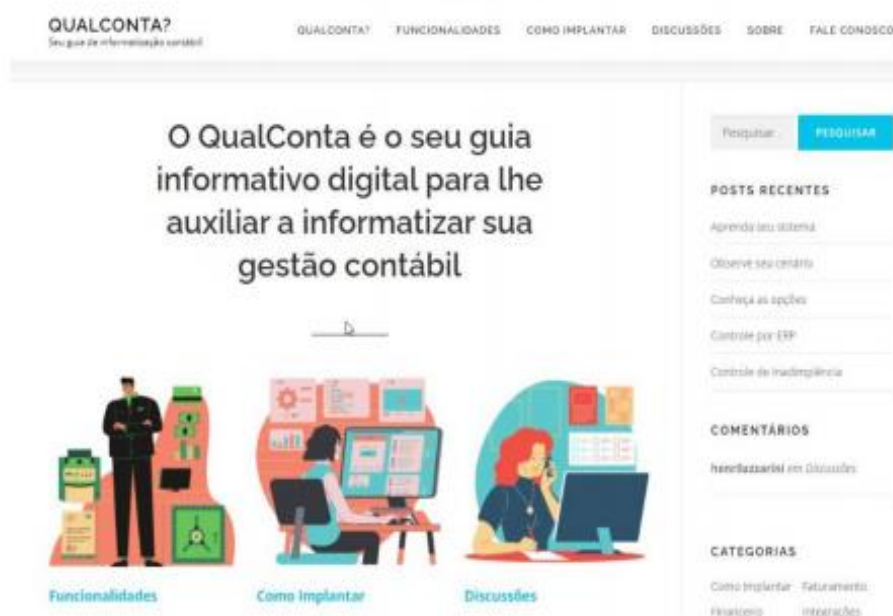 QUALCONTA?
Seu guia de informatização contábil
QUALCONTA? FUNCIONALIDADES COMO IMPLANTAR DISCUSSÕES SOBRE FALE CONOSCO
O QualConta é o seu guia
informativo digital para lhe
auxiliar a informatizar sua
gestão contábil
Funcionalidades
Como Implantar
Discussões
Pesquisar PESQUISAR
POSTS RECENTES
Aprenda seu sistema
Observe seu cenário
Conheça as opções
Controle por ERP
Controle de Inadimplência
COMENTÁRIOS
henriluzarini em Discussões
CATEGORIAS
Como Implantar Faturamento
Financeiro Integrações